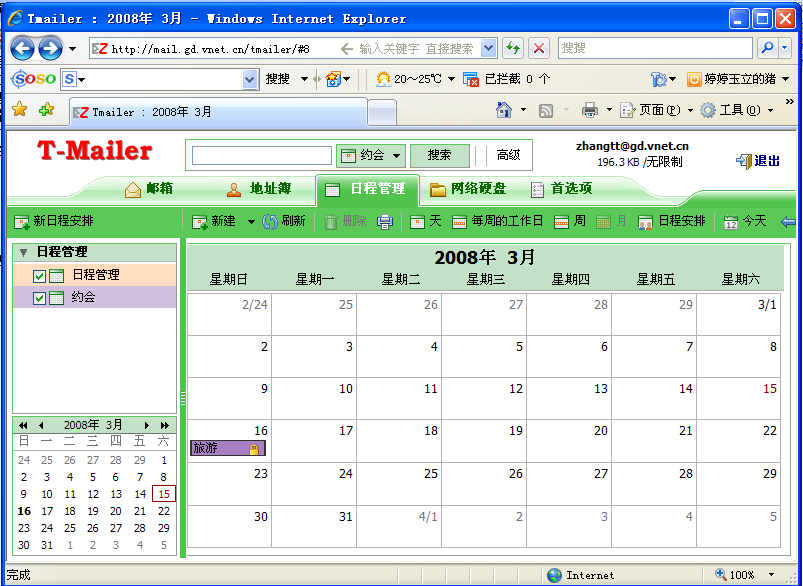 Tmailer : 2008年 3月 - Windows Internet Explorer
http://mail.gd.vnet.cn/tmailer/#8 输入关键字 直接搜索 搜搜
SOSO S 搜搜 20~25℃ 已拦截 0 个 婷婷玉立的猪
Tmailer : 2008年 3月 页面(P) 工具(O)
T-Mailer 约会 搜索 高级 zhangtt@gd.vnet.cn
196.3 KB /无限制 退出
邮箱 地址簿 日程管理 网络硬盘 首选项
新日程安排 新建 刷新 删除 天 每周的工作日 周 月 日程安排 今天
日程管理
日程管理
约会
2008年 3月
日 一 二 三 四 五 六
24 25 26 27 28 29 1
2 3 4 5 6 7 8
9 10 11 12 13 14 15
16 17 18 19 20 21 22
23 24 25 26 27 28 29
30 31 1 2 3 4 5
2008年 3月
星期日 星期一 星期二 星期三 星期四 星期五 星期六
2/24 25 26 27 28 29 3/1
2 3 4 5 6 7 8
9 10 11 12 13 14 15
16 17 18 19 20 21 22
旅游
23 24 25 26 27 28 29
30 31 4/1 2 3 4 5
完成 Internet 100%